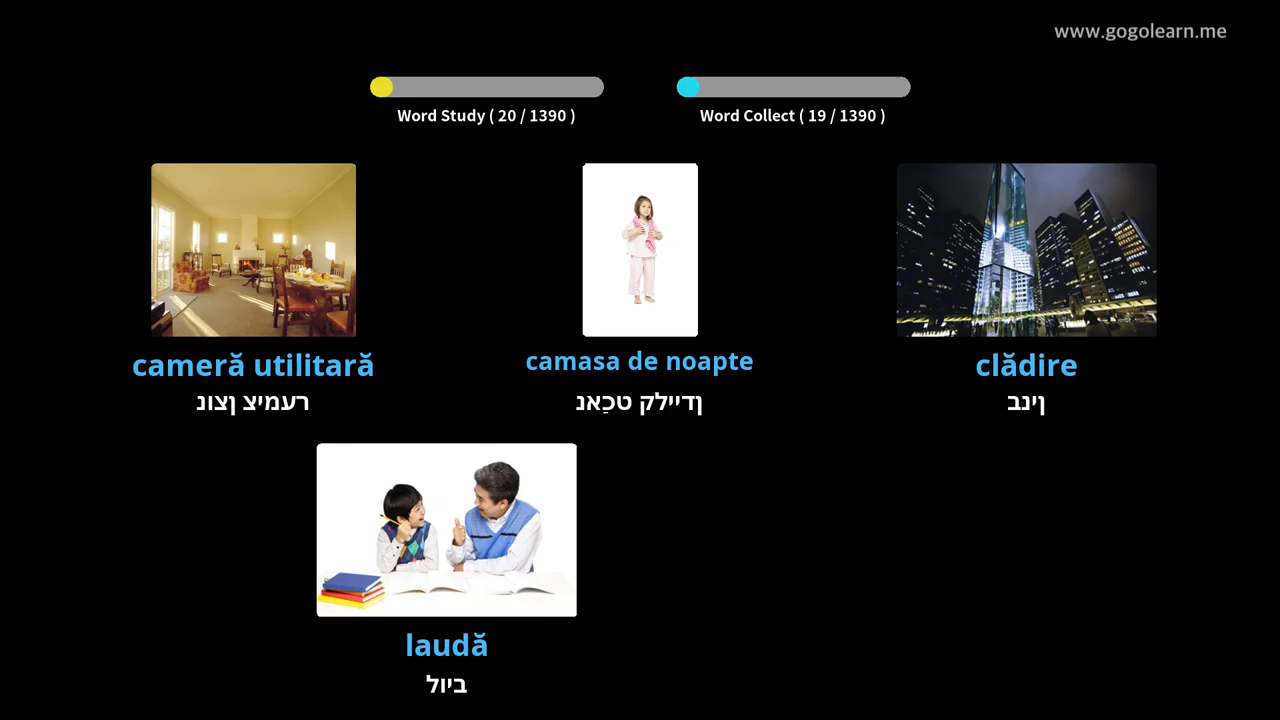 www.gogolearn.me
Word Study ( 20 / 1390 )
Word Collect ( 19 / 1390 )
cameră utilitară
רעמיצ ןצונ
camasa de noapte
ןדיילק טכַאנ
clădire
ןינב
laudă
ביול